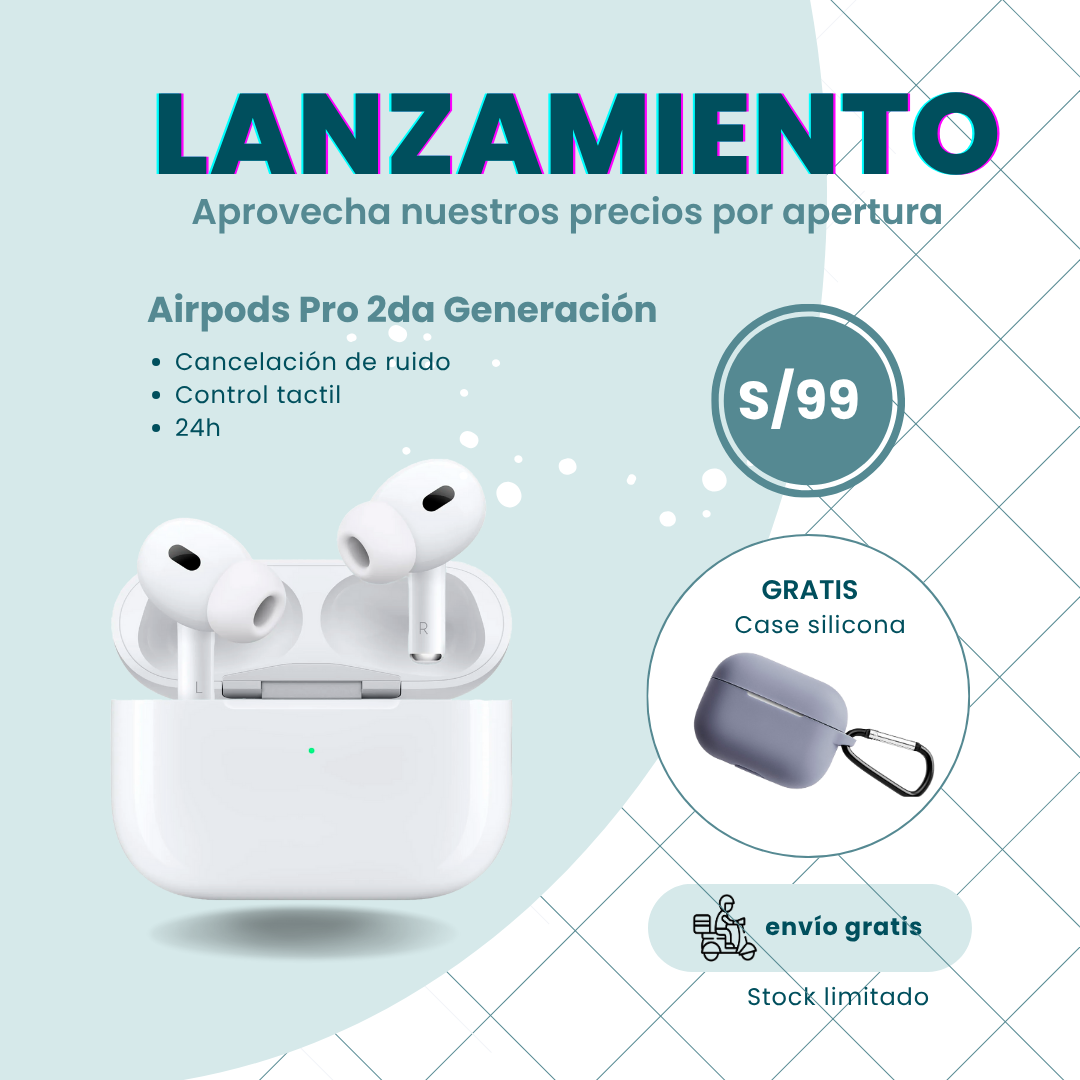 LANZAMIENTO
Aprovecha nuestros precios por apertura
Airpods Pro 2da Generación
• Cancelación de ruido
• Control tactil
• 24h
S/99
R
L
GRATIS
Case silicona
envío gratis
Stock limitado